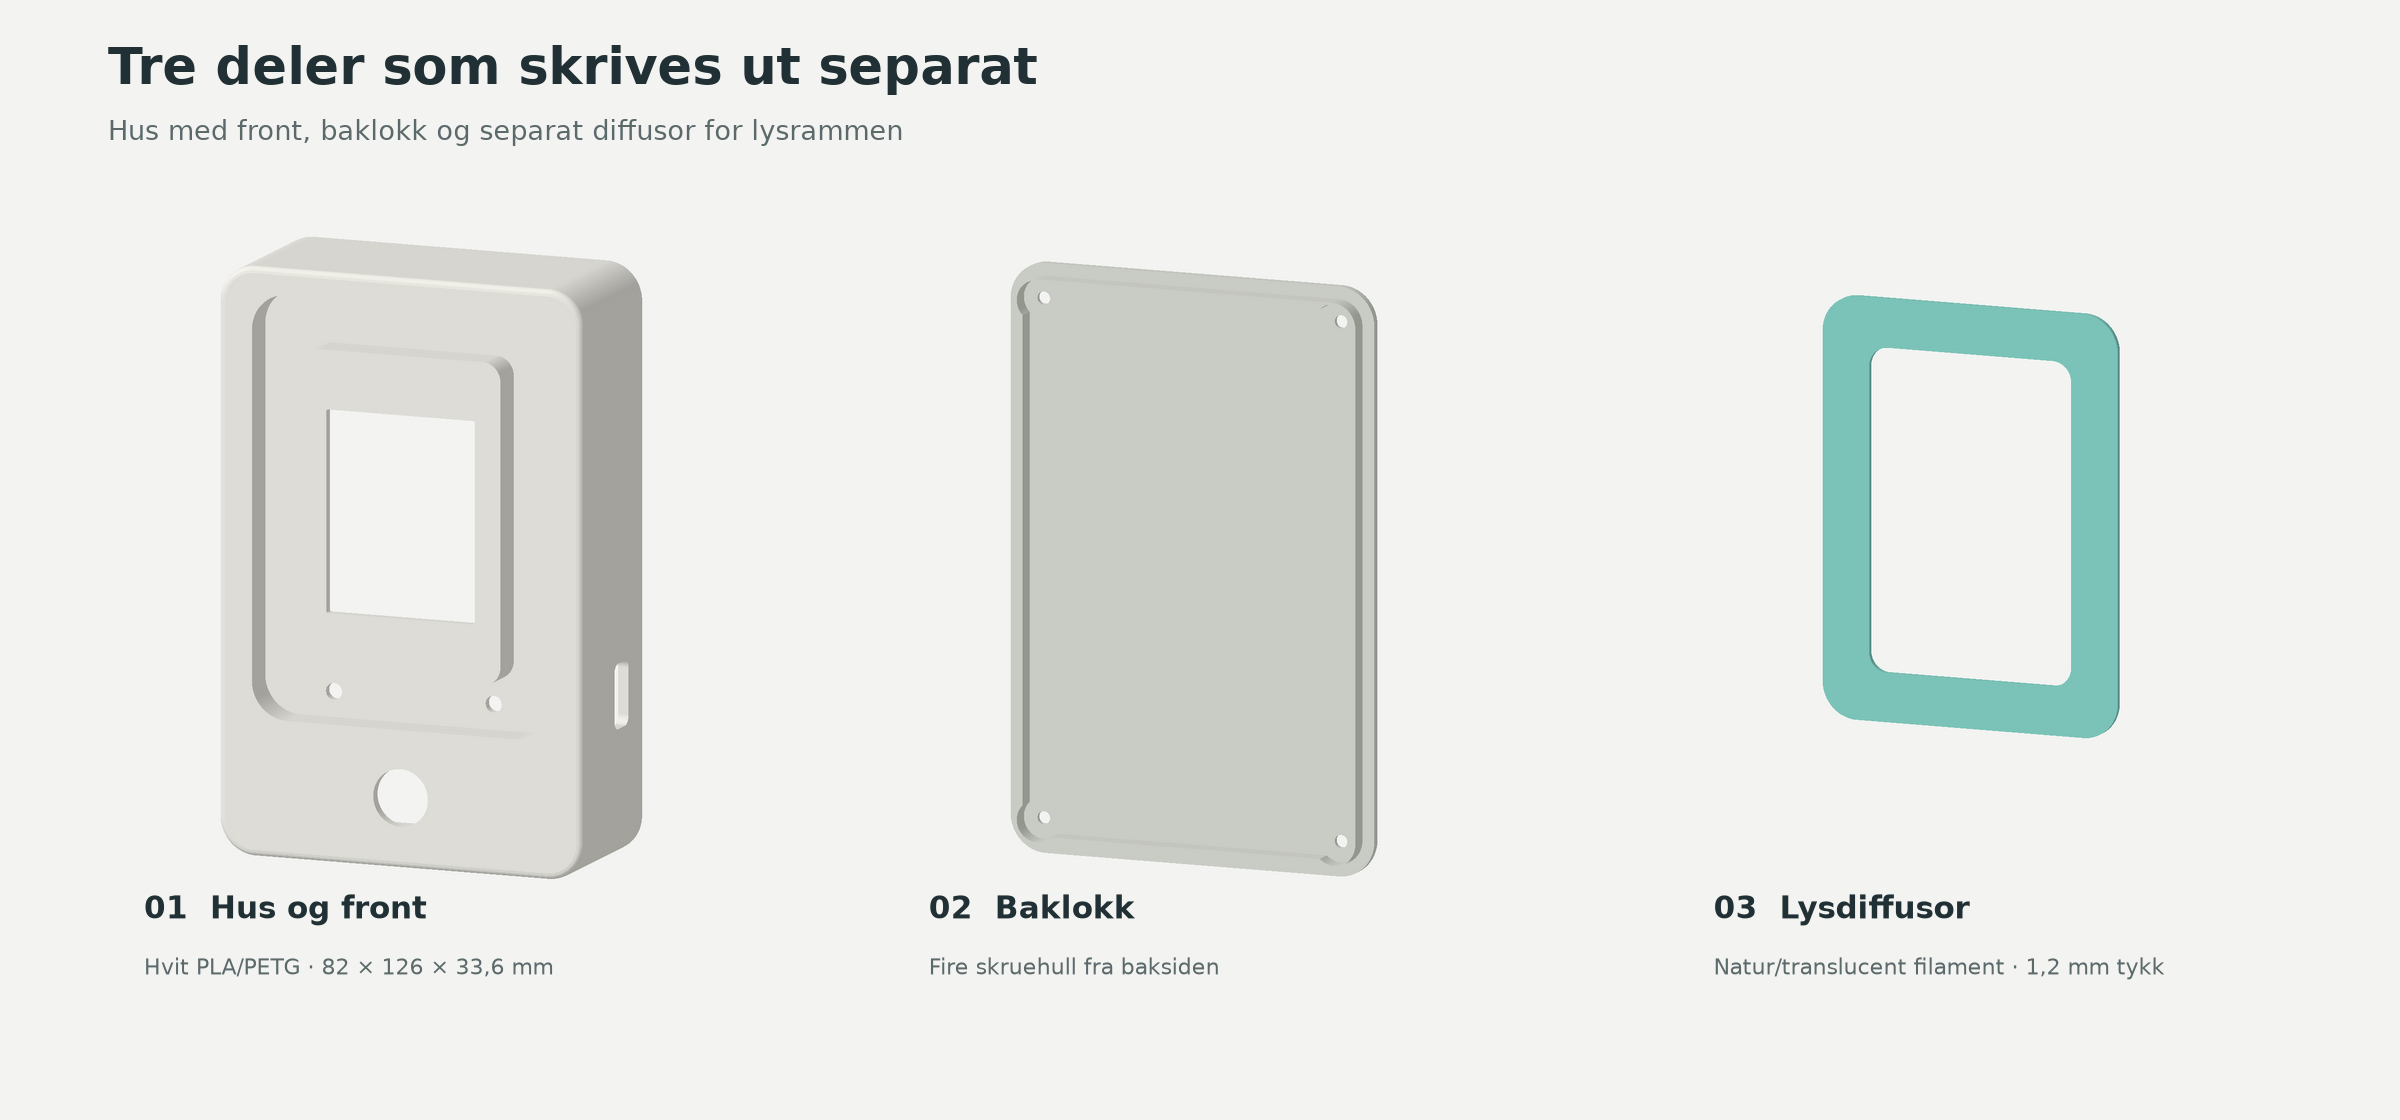 Tre deler som skrives ut separat
Hus med front, baklokk og separat diffusor for lysrammen
01 Hus og front
Hvit PLA/PETG · 82 × 126 × 33,6 mm
02 Baklokk
Fire skruehull fra baksiden
03 Lysdiffusor
Natur/translucent filament · 1,2 mm tykk